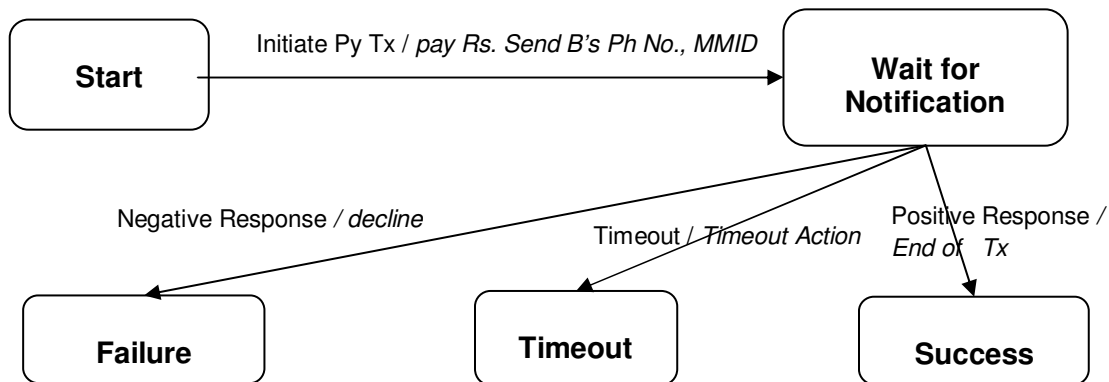 Initiate Py Tx / pay Rs. Send B's Ph No., MMID
Start
Wait for
Notification
Negative Response / decline
Timeout / Timeout Action
Positive Response /
End of Tx
Failure
Timeout
Success